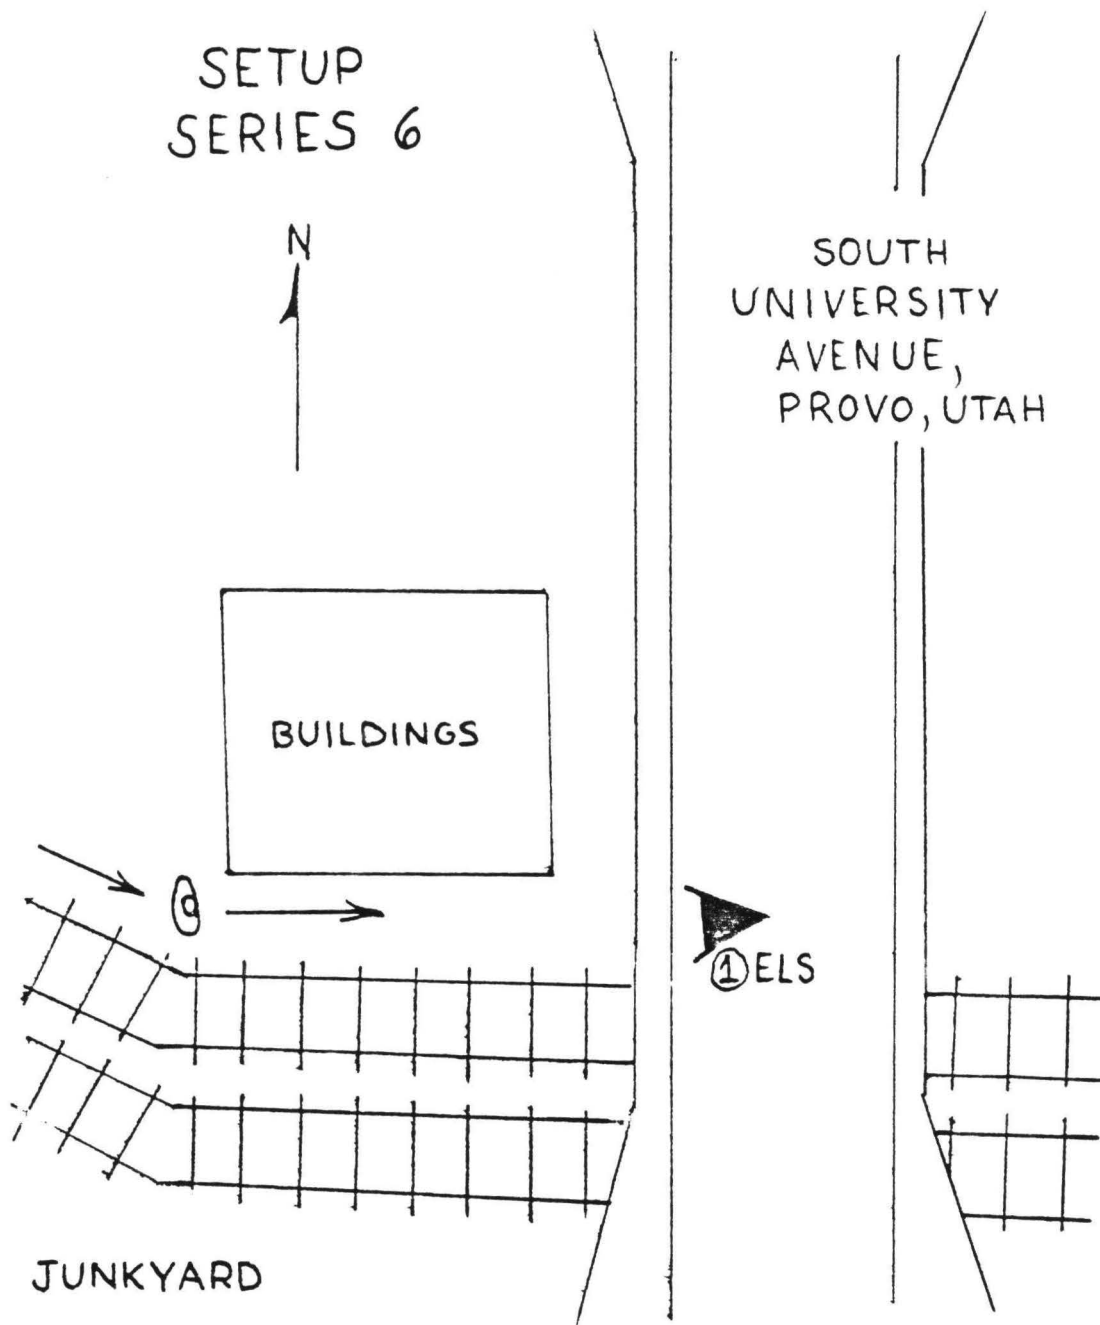 SETUP
SERIES 6
N
SOUTH
UNIVERSITY
AVENUE,
PROVO, UTAH
BUILDINGS
① ELS
JUNKYARD